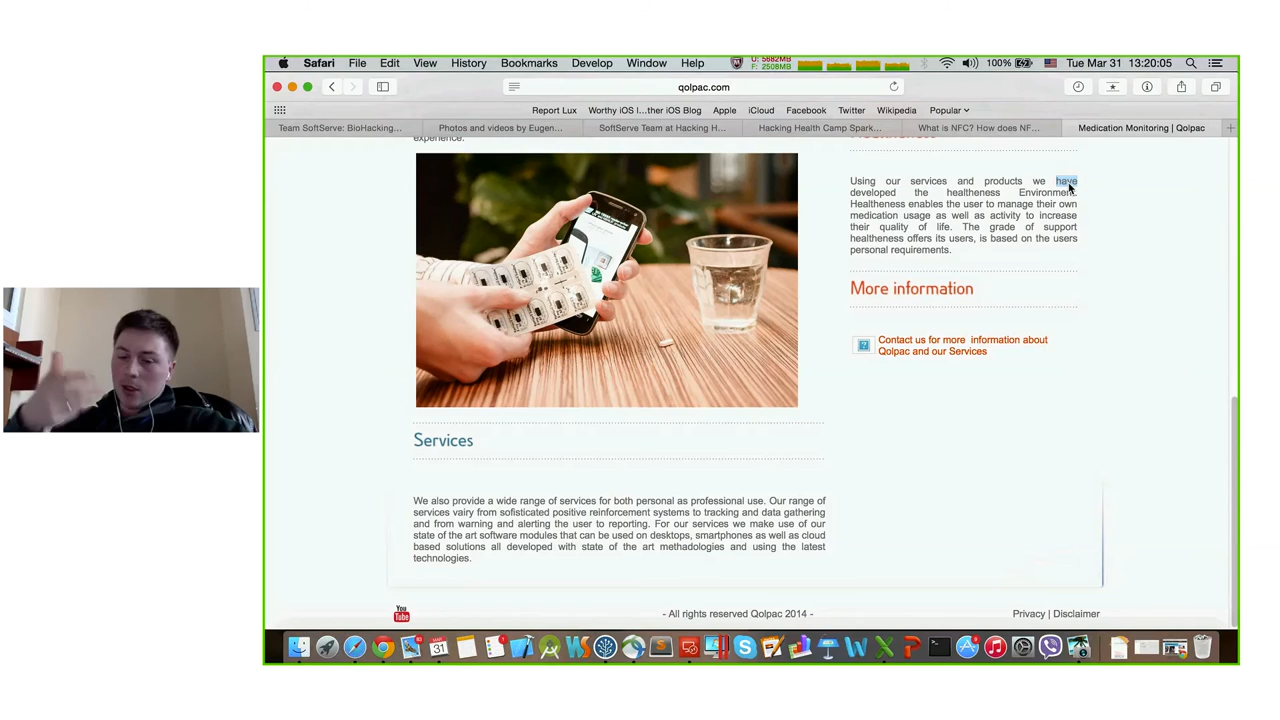 Safari File Edit View History Bookmarks Develop Window Help U: 5682MB F: 2508MB 100% Tue Mar 31 13:20:05
qolpac.com
Report Lux Worthy iOS l...ther iOS Blog Apple iCloud Facebook Twitter Wikipedia Popular
Team SoftServe: BioHacking... Photos and videos by Eugen... SoftServe Team at Hacking H... Hacking Health Camp Spark... What is NFC? How does NF... Medication Monitoring | Qolpac
experience.
Using our services and products we have
developed the healtheness Environment.
Healtheness enables the user to manage their own
medication usage as well as activity to increase
their quality of life. The grade of support
healtheness offers its users, is based on the users
personal requirements.
More information
Contact us for more information about
Qolpac and our Services
Services
We also provide a wide range of services for both personal as professional use. Our range of
services vary from sofisticated positive reinforcement systems to tracking and data gathering
and from warning and alerting the user to reporting. For our services we make use of our
state of the art software modules that can be used on desktops, smartphones as well as cloud
based solutions all developed with state of the art methadologies and using the latest
technologies.
You
Tube
- All rights reserved Qolpac 2014 -
Privacy | Disclaimer
31